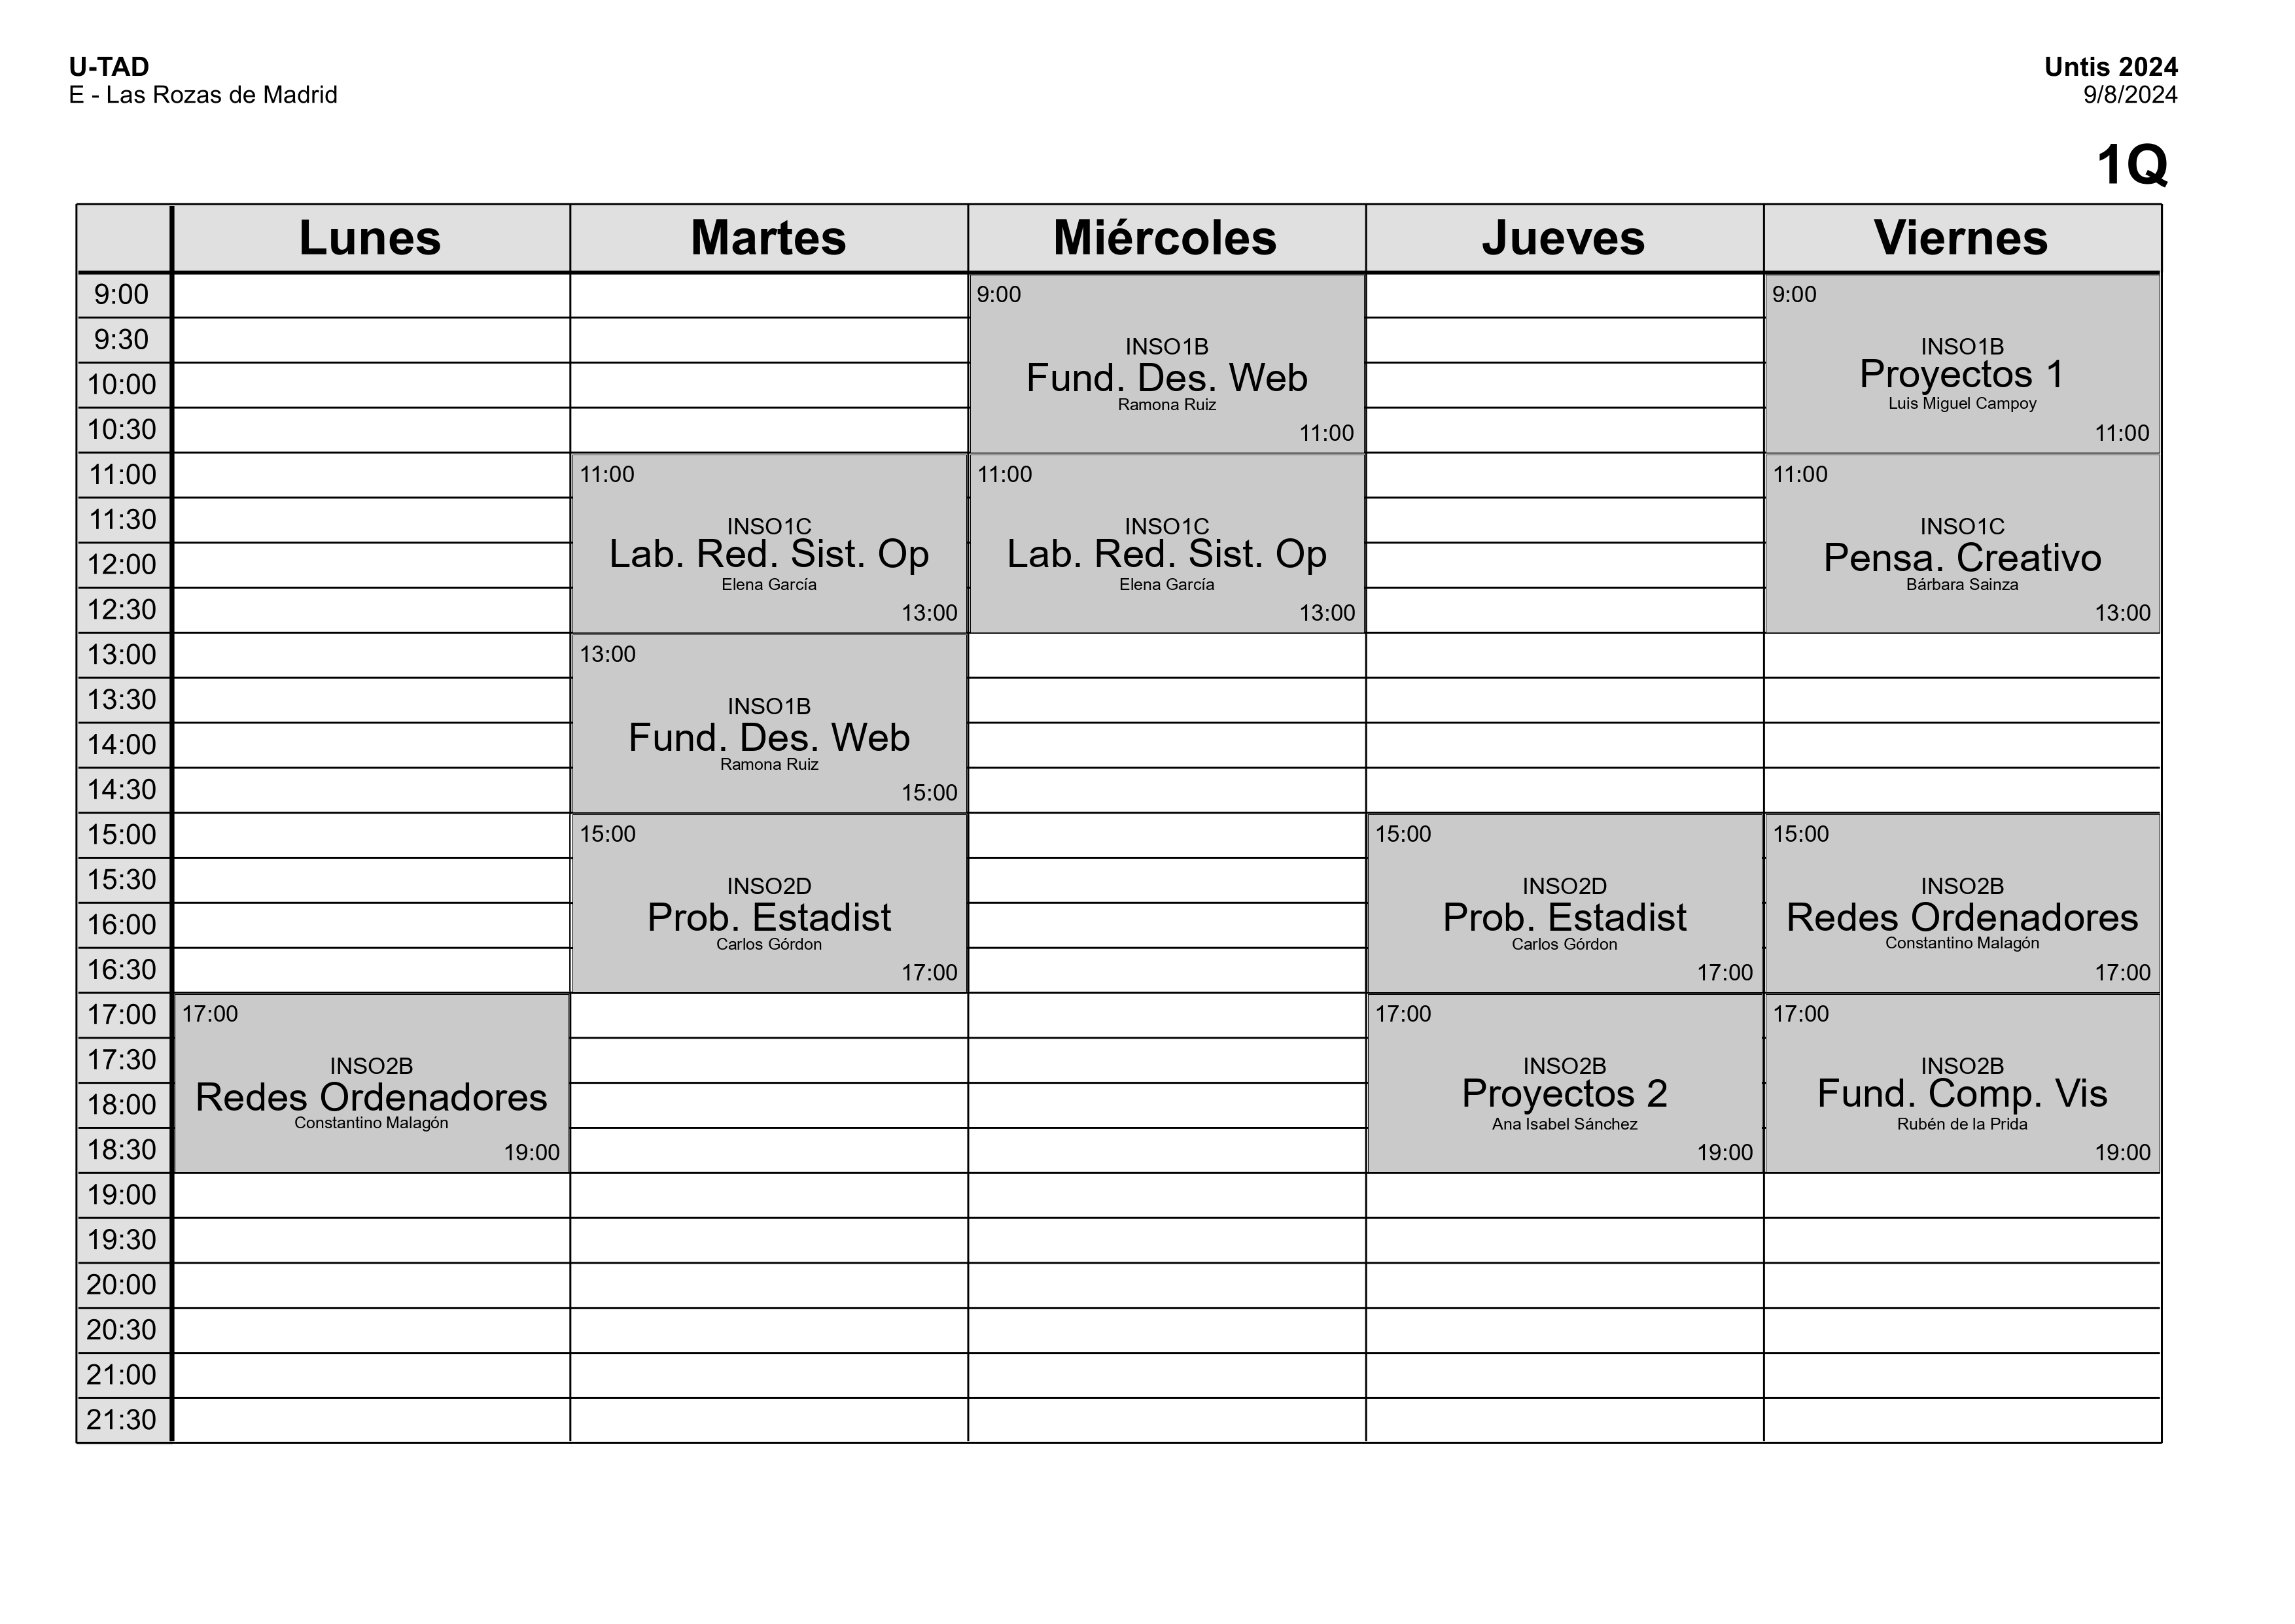 U-TAD
E - Las Rozas de Madrid
Untis 2024
9/8/2024
1Q
Lunes
Martes
Miércoles
Jueves
Viernes
9:00
9:30
10:00
10:30
11:00
11:30
12:00
12:30
13:00
13:30
14:00
14:30
15:00
15:30
16:00
16:30
17:00
17:30
18:00
18:30
19:00
19:30
20:00
20:30
21:00
21:30
17:00
INSO2B
Redes Ordenadores
Constantino Malagón
19:00
11:00
INSO1C
Lab. Red. Sist. Op
Elena García
13:00
13:00
INSO1B
Fund. Des. Web
Ramona Ruiz
15:00
15:00
INSO2D
Prob. Estadist
Carlos Górdon
17:00
9:00
INSO1B
Fund. Des. Web
Ramona Ruiz
11:00
11:00
INSO1C
Lab. Red. Sist. Op
Elena García
13:00
15:00
INSO2D
Prob. Estadist
Carlos Górdon
17:00
17:00
INSO2B
Proyectos 2
Ana Isabel Sánchez
19:00
9:00
INSO1B
Proyectos 1
Luis Miguel Campoy
11:00
11:00
INSO1C
Pensa. Creativo
Bárbara Sainza
13:00
15:00
INSO2B
Redes Ordenadores
Constantino Malagón
17:00
17:00
INSO2B
Fund. Comp. Vis
Rubén de la Prida
19:00